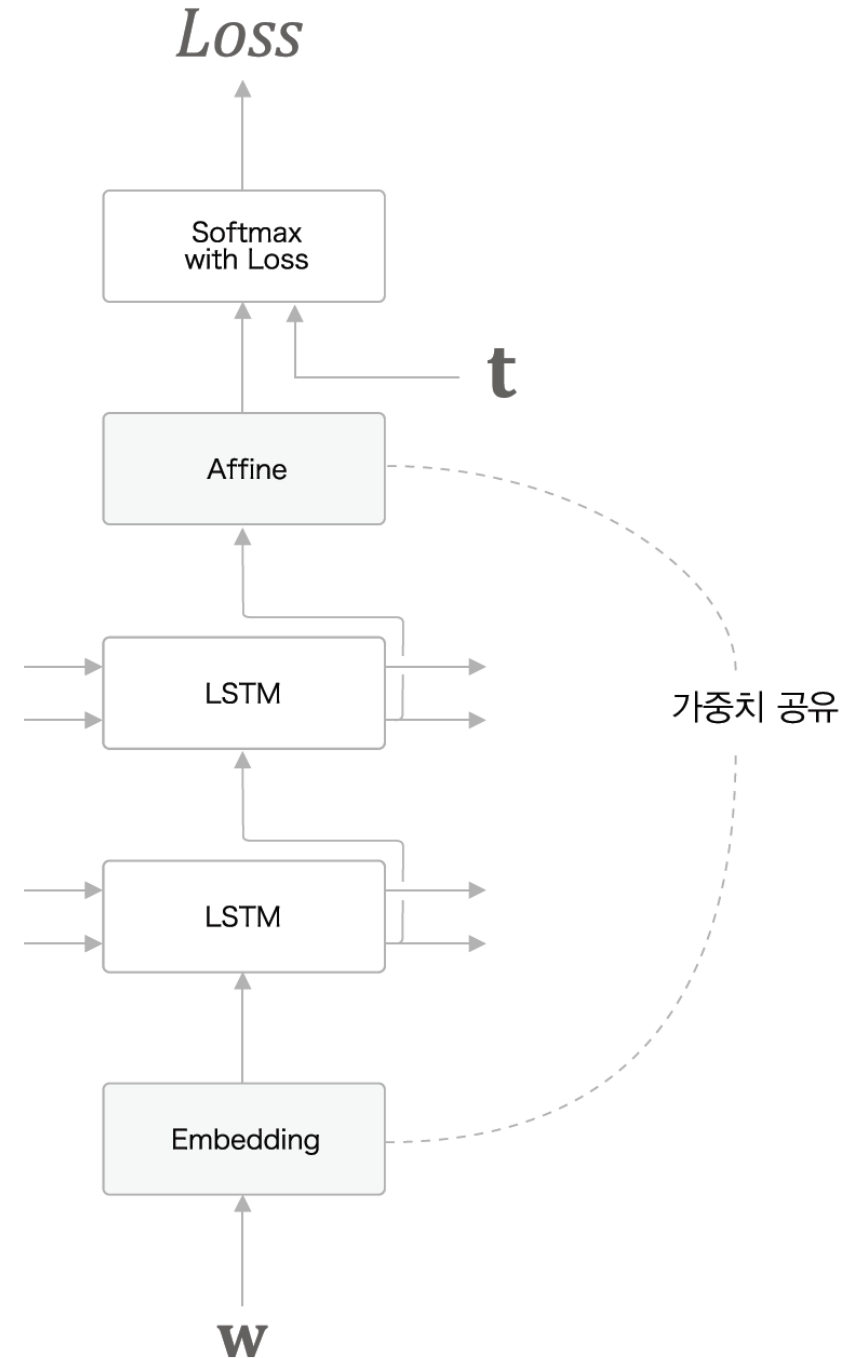 Loss
Softmax
with Loss
t
Affine
LSTM
가중치 공유
LSTM
Embedding
w